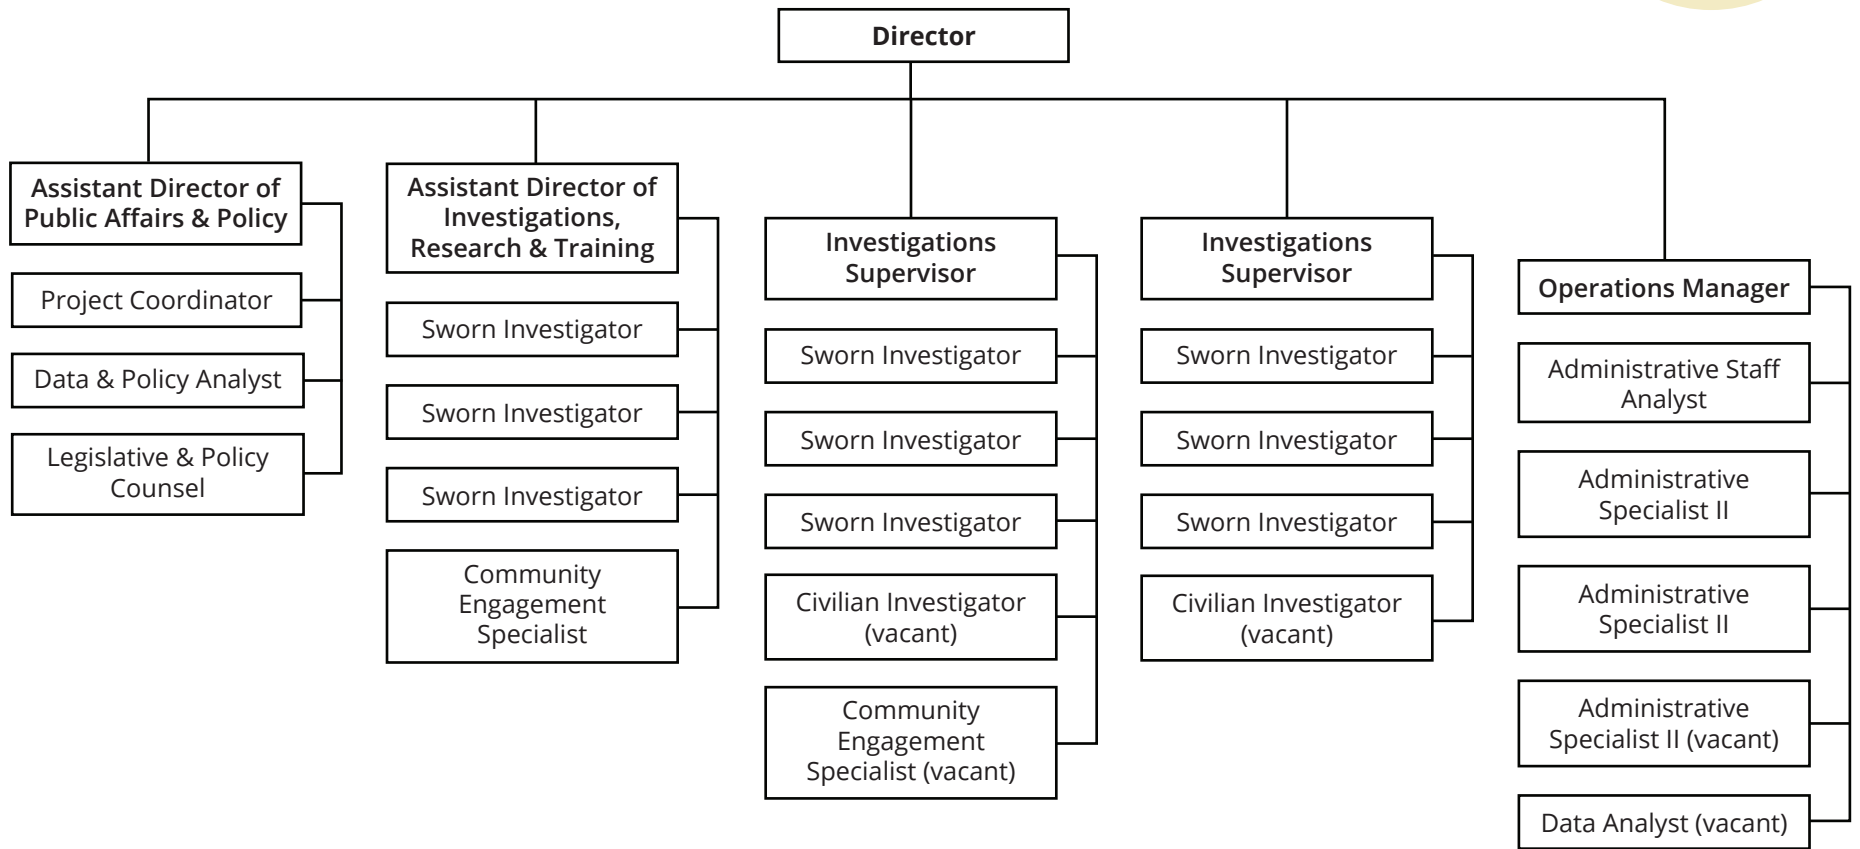 Director
Assistant Director of
Public Affairs & Policy
Project Coordinator
Data & Policy Analyst
Legislative & Policy
Counsel
Assistant Director of
Investigations,
Research & Training
Sworn Investigator
Sworn Investigator
Sworn Investigator
Community
Engagement
Specialist
Investigations
Supervisor
Sworn Investigator
Sworn Investigator
Sworn Investigator
Civilian Investigator
(vacant)
Community
Engagement
Specialist (vacant)
Investigations
Supervisor
Sworn Investigator
Sworn Investigator
Sworn Investigator
Civilian Investigator
(vacant)
Operations Manager
Administrative Staff
Analyst
Administrative
Specialist II
Administrative
Specialist II
Administrative
Specialist II (vacant)
Data Analyst (vacant)